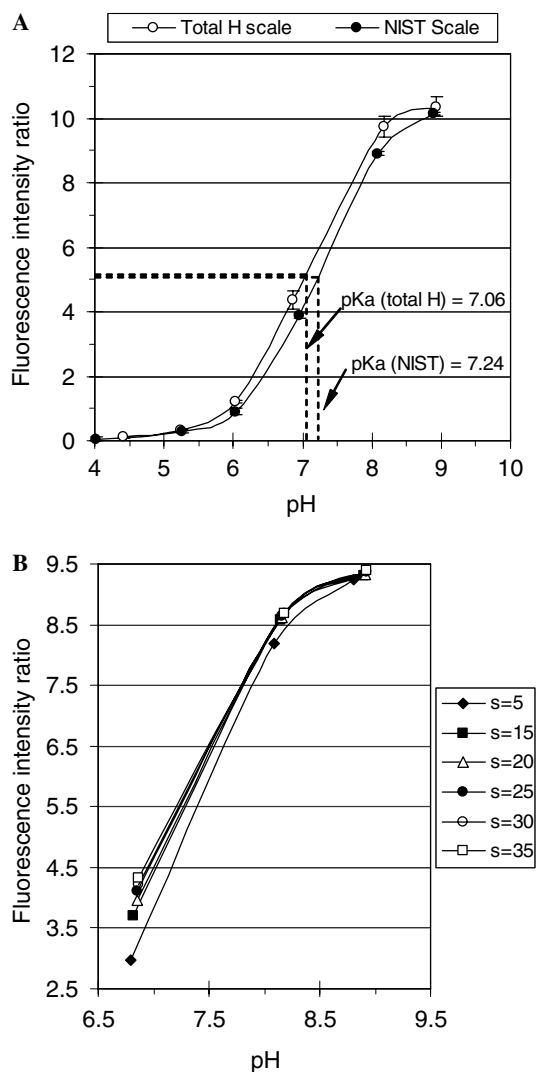 A
Total H scale NIST Scale
Fluorescence intensity ratio
12
10
8
6
4
2
0
pKa (total H) = 7.06
pKa (NIST) = 7.24
4 5 6 7 8 9 10
pH
B
Fluorescence intensity ratio
9.5
8.5
7.5
6.5
5.5
4.5
3.5
2.5
s=5
s=15
s=20
s=25
s=30
s=35
6.5 7.5 8.5 9.5
pH